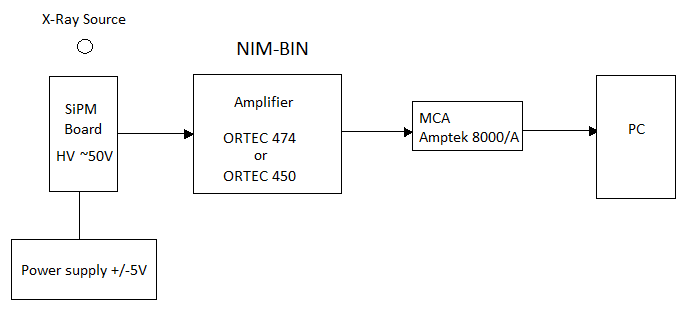 X-Ray Source
NIM-BIN
SiPM
Board
HV ~50V
Amplifier
ORTEC 474
or
ORTEC 450
MCA
Amptek 8000/A
PC
Power supply +/-5V